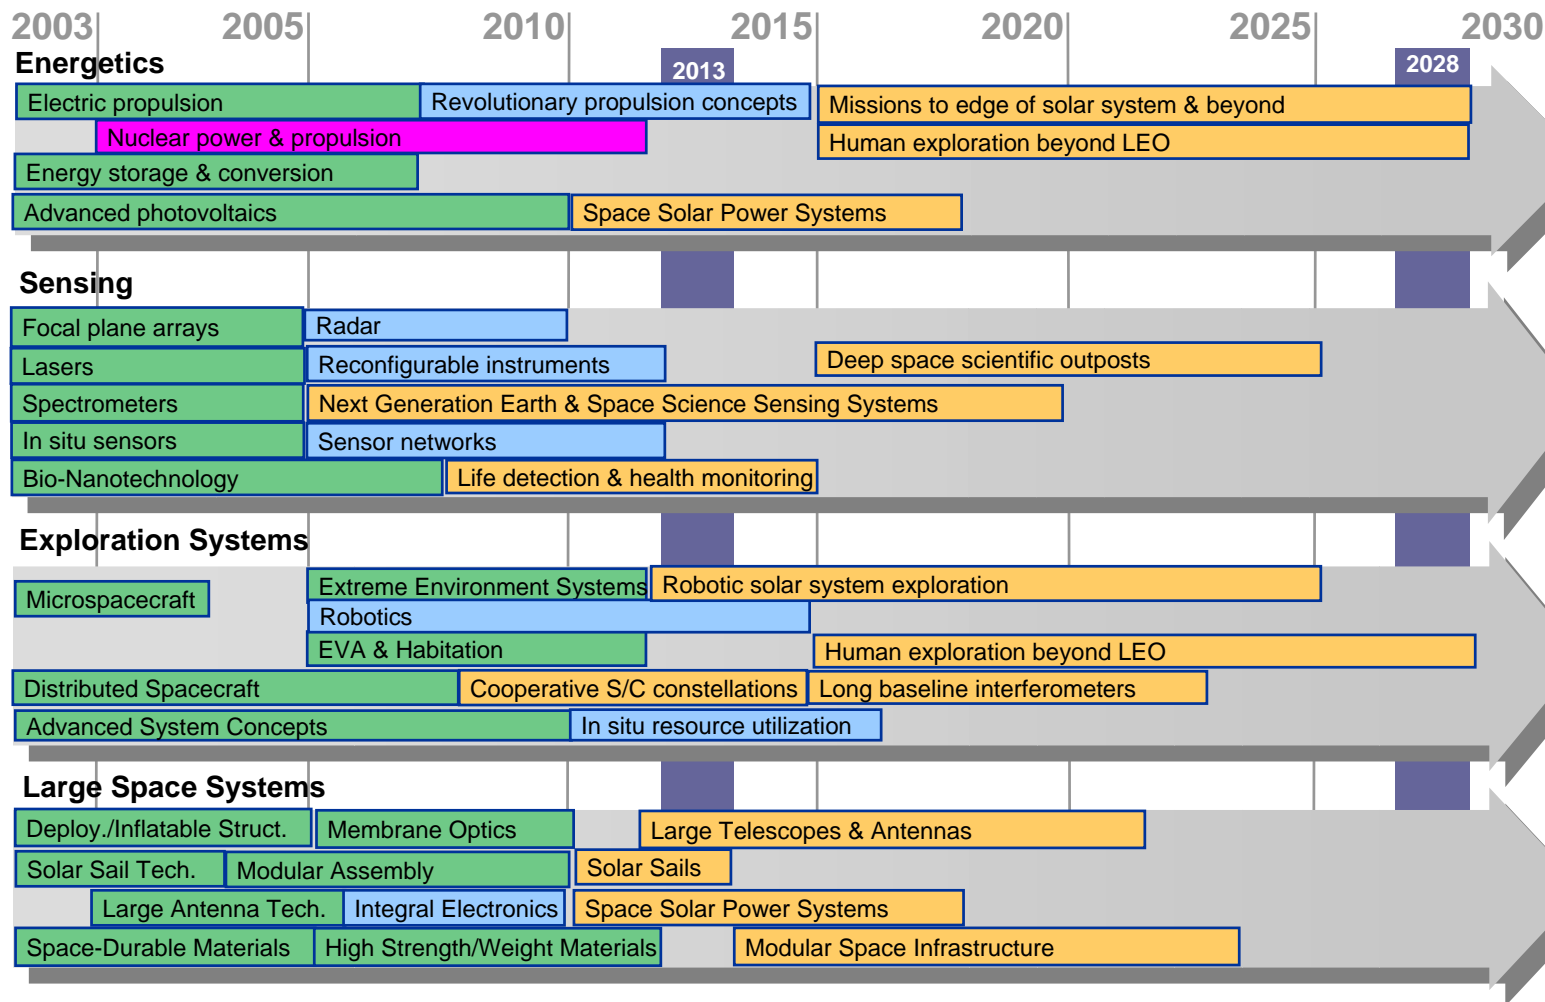 2003 2005 2010 2015 2020 2025 2030
2013 2028
Energetics
Electric propulsion
Revolutionary propulsion concepts
Missions to edge of solar system & beyond
Nuclear power & propulsion
Human exploration beyond LEO
Energy storage & conversion
Advanced photovoltaics
Space Solar Power Systems
Sensing
Focal plane arrays
Radar
Lasers
Reconfigurable instruments
Deep space scientific outposts
Spectrometers
Next Generation Earth & Space Science Sensing Systems
In situ sensors
Sensor networks
Bio-Nanotechnology
Life detection & health monitoring
Exploration Systems
Microspacecraft
Extreme Environment Systems
Robotic solar system exploration
Robotics
EVA & Habitation
Human exploration beyond LEO
Distributed Spacecraft
Cooperative S/C constellations
Long baseline interferometers
Advanced System Concepts
In situ resource utilization
Large Space Systems
Deploy./Inflatable Struct.
Membrane Optics
Large Telescopes & Antennas
Solar Sail Tech.
Modular Assembly
Solar Sails
Large Antenna Tech.
Integral Electronics
Space Solar Power Systems
Space-Durable Materials
High Strength/Weight Materials
Modular Space Infrastructure